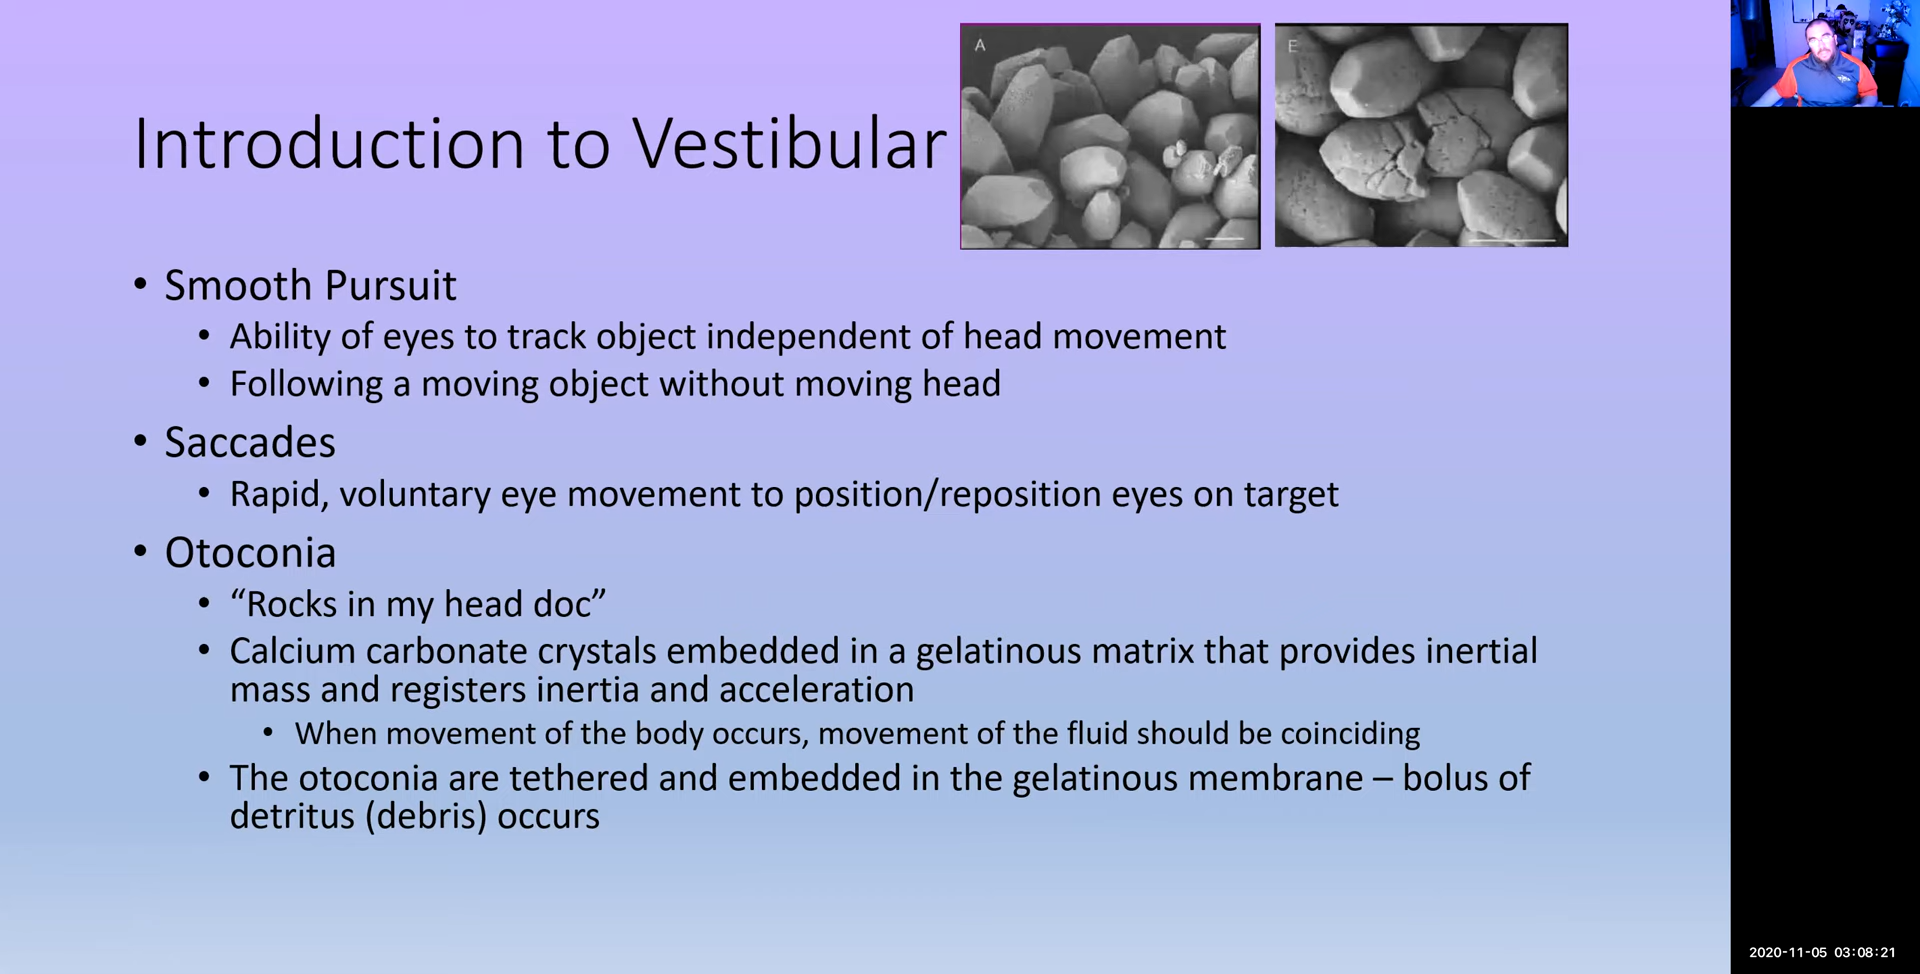 A
E
Introduction to Vestibular
• Smooth Pursuit
• Ability of eyes to track object independent of head movement
• Following a moving object without moving head
• Saccades
• Rapid, voluntary eye movement to position/reposition eyes on target
• Otoconia
• “Rocks in my head doc”
• Calcium carbonate crystals embedded in a gelatinous matrix that provides inertial
mass and registers inertia and acceleration
• When movement of the body occurs, movement of the fluid should be coinciding
• The otoconia are tethered and embedded in the gelatinous membrane – bolus of
detritus (debris) occurs
2020-11-05 03:08:21